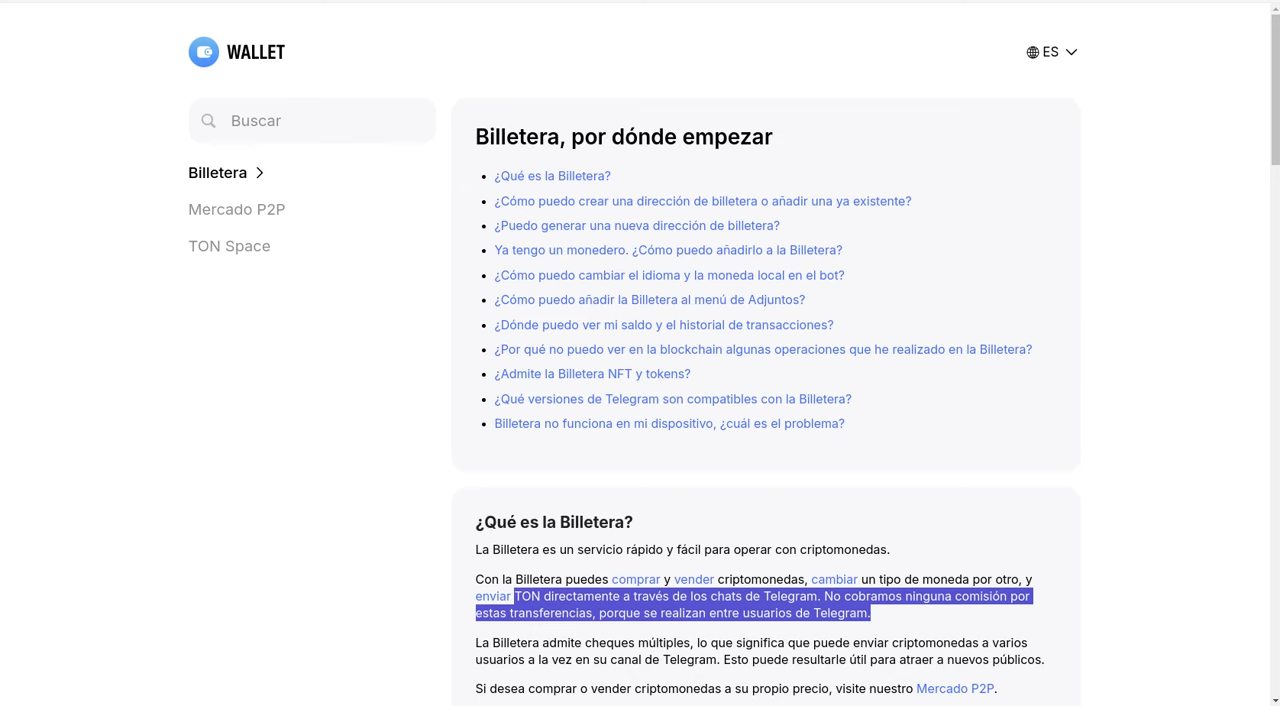 WALLET
ES
Buscar
Billetera
Mercado P2P
TON Space
Billetera, por dónde empezar
¿Qué es la Billetera?
¿Cómo puedo crear una dirección de billetera o añadir una ya existente?
¿Puedo generar una nueva dirección de billetera?
Ya tengo un monedero. ¿Cómo puedo añadirlo a la Billetera?
¿Cómo puedo cambiar el idioma y la moneda local en el bot?
¿Cómo puedo añadir la Billetera al menú de Adjuntos?
¿Dónde puedo ver mi saldo y el historial de transacciones?
¿Por qué no puedo ver en la blockchain algunas operaciones que he realizado en la Billetera?
¿Admite la Billetera NFT y tokens?
¿Qué versiones de Telegram son compatibles con la Billetera?
Billetera no funciona en mi dispositivo, ¿cuál es el problema?
¿Qué es la Billetera?
La Billetera es un servicio rápido y fácil para operar con criptomonedas.
Con la Billetera puedes comprar y vender criptomonedas, cambiar un tipo de moneda por otro, y
enviar TON directamente a través de los chats de Telegram. No cobramos ninguna comisión por
estas transferencias, porque se realizan entre usuarios de Telegram.
La Billetera admite cheques múltiples, lo que significa que puede enviar criptomonedas a varios
usuarios a la vez en su canal de Telegram. Esto puede resultarle útil para atraer a nuevos públicos.
Si desea comprar o vender criptomonedas a su propio precio, visite nuestro Mercado P2P.